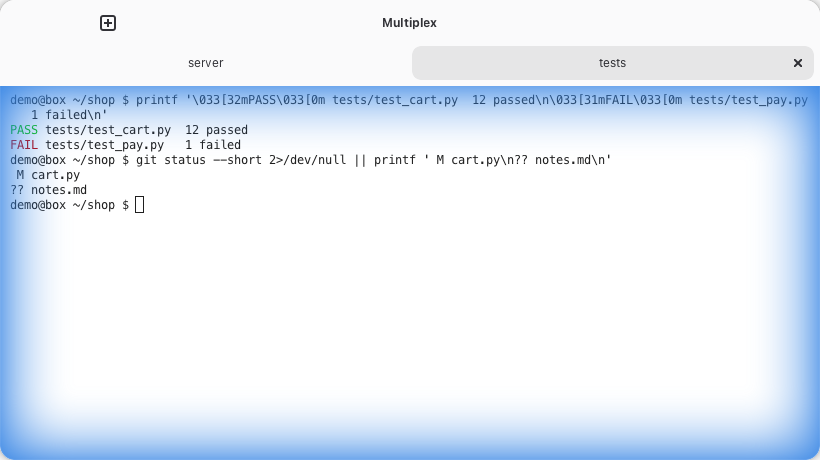 Multiplex
server
tests
demo@box ~/shop $ printf '\033[32mPASS\033[0m tests/test_cart.py  12 passed\n\033[31mFAIL\033[0m tests/test_pay.py
   1 failed\n'
PASS tests/test_cart.py  12 passed
FAIL tests/test_pay.py   1 failed
demo@box ~/shop $ git status --short 2>/dev/null || printf ' M cart.py\n?? notes.md\n'
 M cart.py
?? notes.md
demo@box ~/shop $